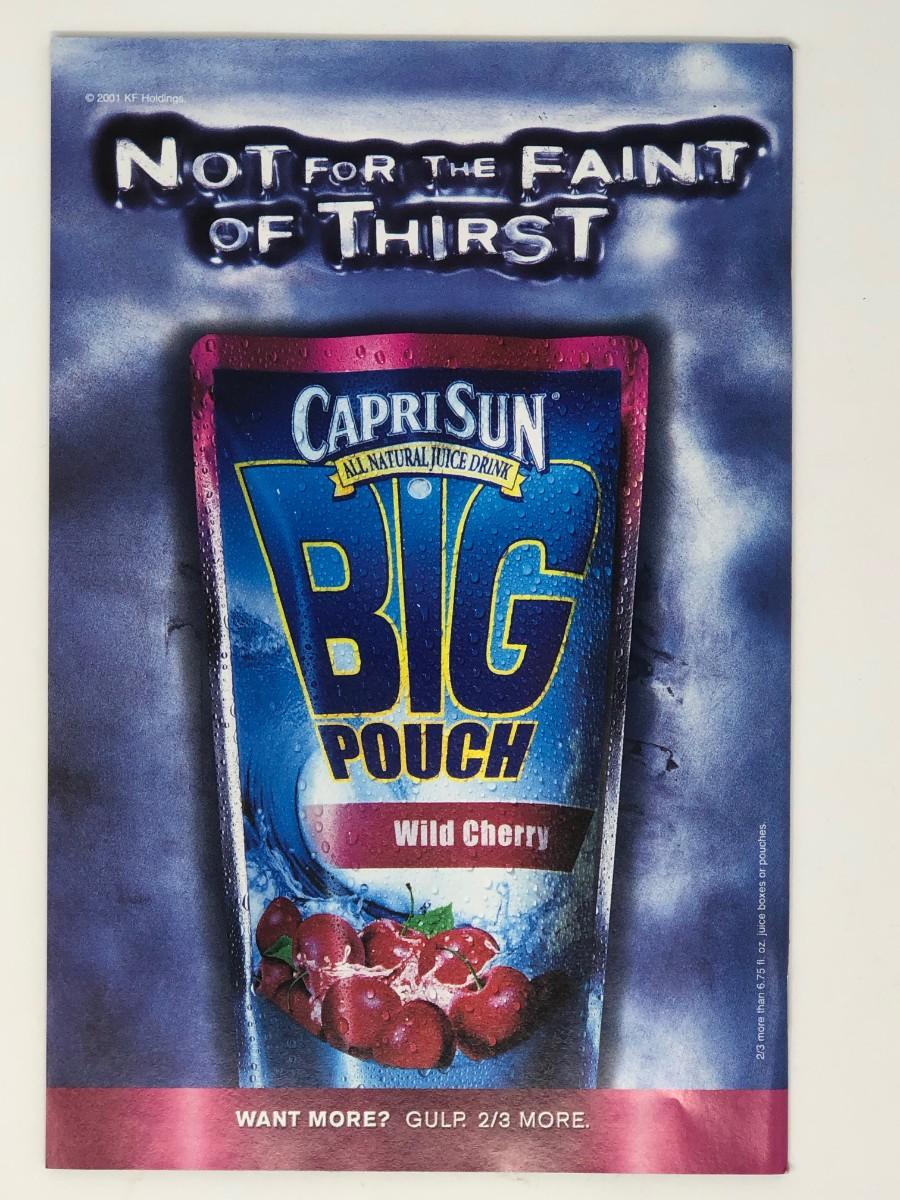 © 2001 KF Holdings.
NOT FOR THE FAINT
OF THIRST
CAPRI SUN®
ALL NATURAL JUICE DRINK
BIG
POUCH
Wild Cherry
2/3 more than 6.75 fl. oz. juice boxes or pouches.
WANT MORE? GULP. 2/3 MORE.